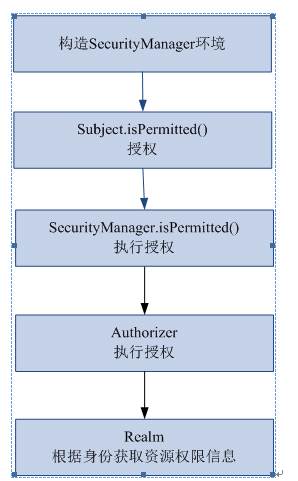 构造SecurityManager环境
Subject.isPermitted()
授权
SecurityManager.isPermitted()
执行授权
Authorizer
执行授权
Realm
根据身份获取资源权限信息